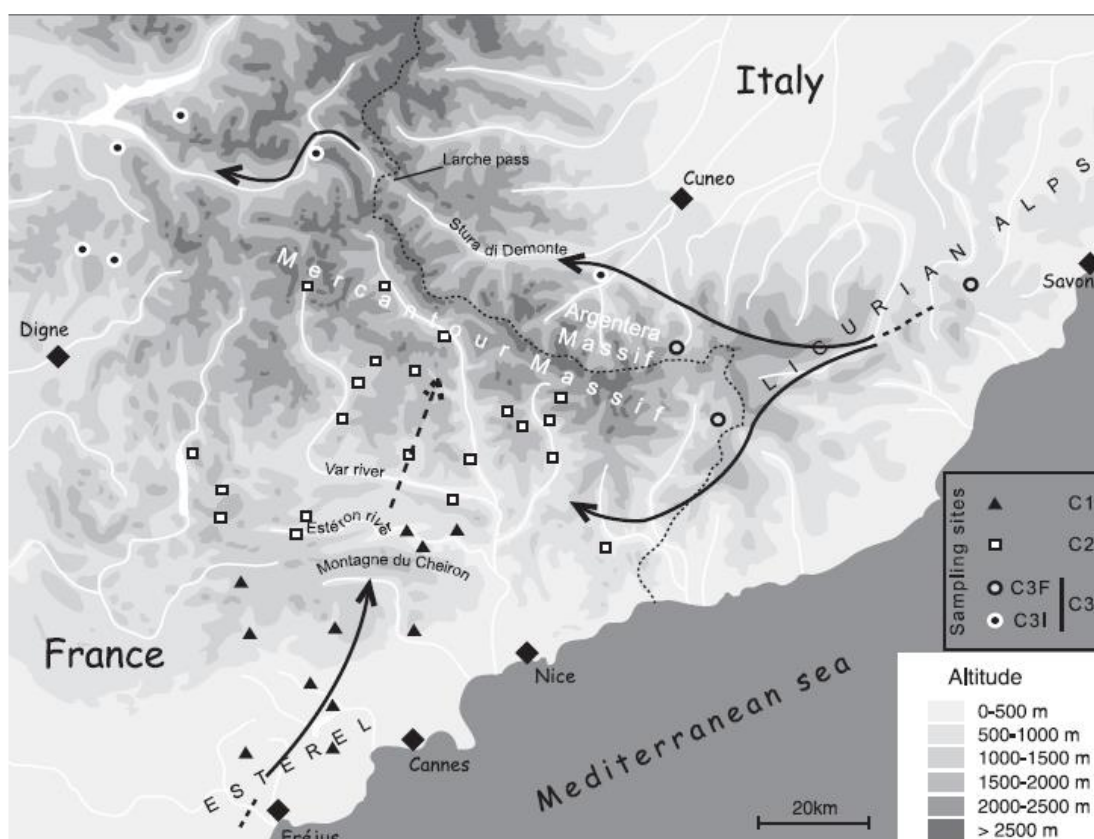 Italy
Larche pass
Cuneo
Stura di Demonte
LIGURIAN ALPS
Savon
Mercantour Massif
Argentera
Massif
Digne
Var river
Estéron river
Montagne du Cheiron
France
Nice
ESTEREL
Cannes
Fréjus
Mediterranean sea
20km
Sampling sites
C1
C2
C3F
C3I
C3
Altitude
0-500 m
500-1000 m
1000-1500 m
1500-2000 m
2000-2500 m
> 2500 m